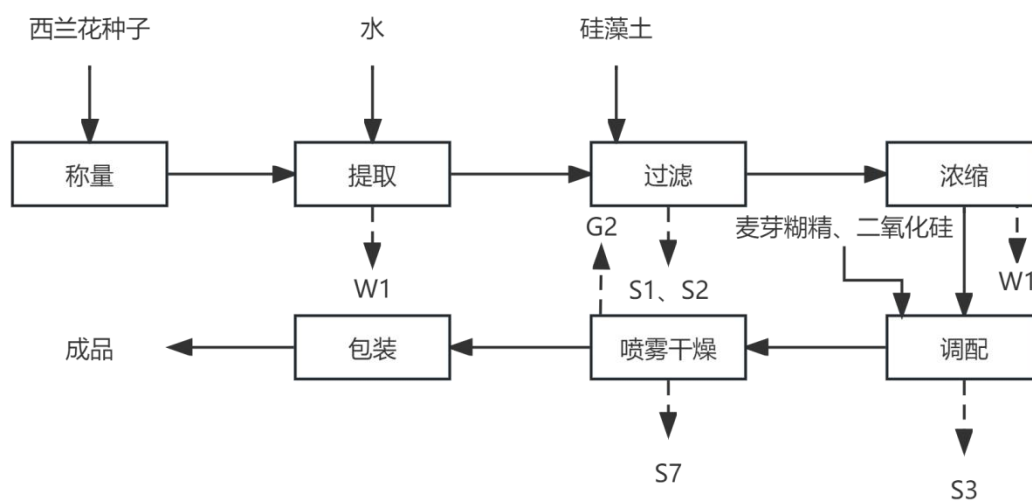 西兰花种子
水
硅藻土
称量
提取
过滤
浓缩
G2
麦芽糊精、二氧化硅
W1
S1、S2
W1
成品
包装
喷雾干燥
调配
S7
S3